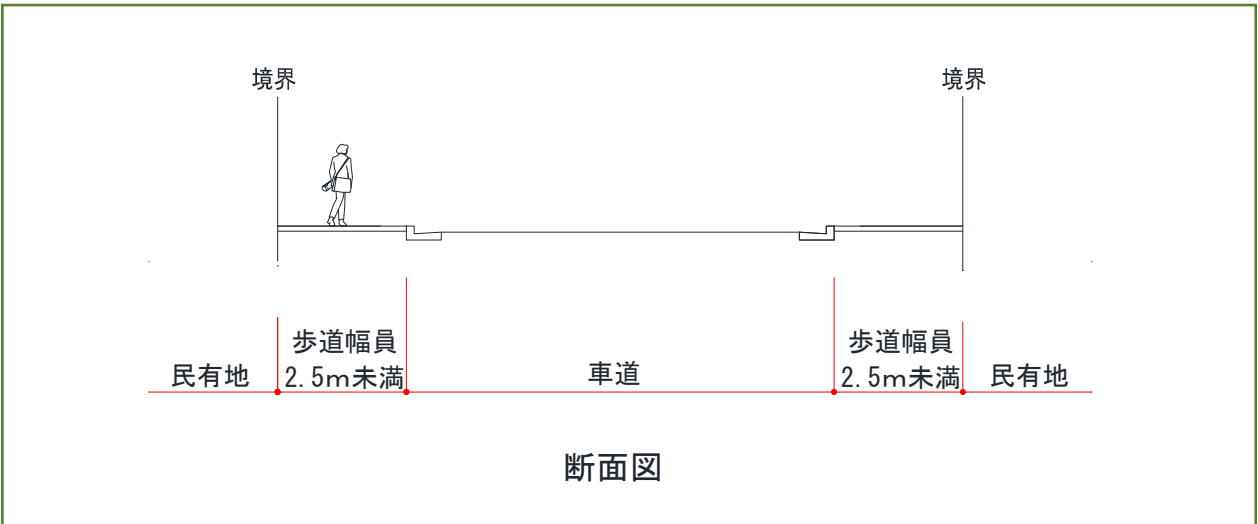 境界
境界
歩道幅員
2.5m未満
歩道幅員
2.5m未満
民有地
車道
民有地
断面図